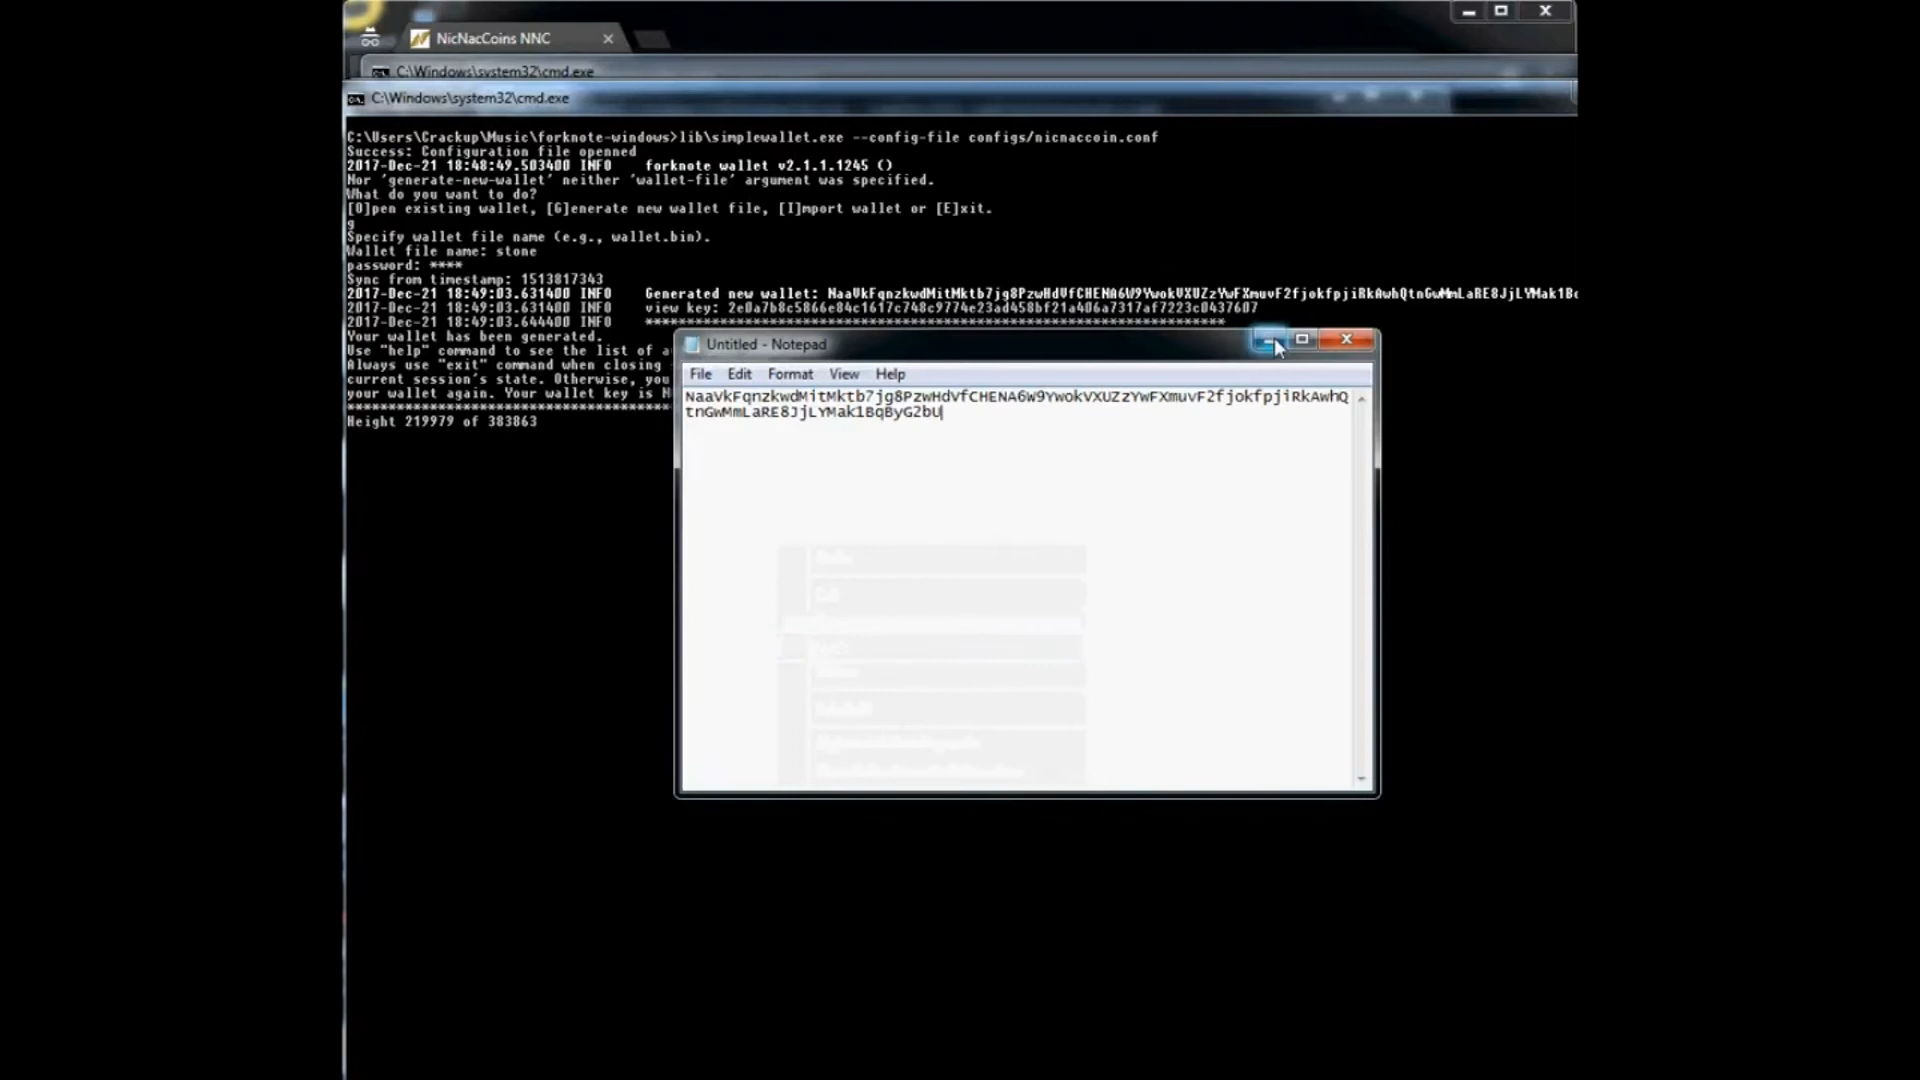 NicNacCoins NNC
C:\Windows\system32\cmd.exe
C:\Windows\system32\cmd.exe
C:\Users\Crackup\Music\forknote-windows>lib\simplewallet.exe --config-file configs/nicnaccoin.conf
Success: Configuration file openned
2017-Dec-21 18:48:49.503400 INFO    forknote wallet v2.1.1.1245 ()
Nor 'generate-new-wallet' neither 'wallet-file' argument was specified.
What do you want to do?
[O]pen existing wallet, [G]enerate new wallet file, [I]mport wallet or [E]xit.
g
Specify wallet file name (e.g., wallet.bin).
Wallet file name: stone
password: ****
Sync from timestamp: 1513817343
2017-Dec-21 18:49:03.631400 INFO    Generated new wallet: NaaVkFqnzkwdMitMktb7jg8PzwHdVfCHENA6W9YwokVXUZzYwFXmuvF2fjokfpjiRkAwhQtnGwMmLaRE8JjLYMak1Bq
2017-Dec-21 18:49:03.631400 INFO    view key: 2e0a7b8c5866e84c1617c748c9774e23ad458bf21a406a7317af7223c0437607
2017-Dec-21 18:49:03.644400 INFO    **********************************************************************
Your wallet has been generated.
Use "help" command to see the list of a
Always use "exit" command when closing
current session's state. Otherwise, you
your wallet again. Your wallet key is N
****************************************
Height 219979 of 383863
Untitled - Notepad
File Edit Format View Help
NaaVkFqnzkwdMitMktb7jg8PzwHdVfCHENA6W9YwokVXUZzYwFXmuvF2fjokfpjiRkAwhQ
tnGwMmLaRE8JjLYMak1BqByG2bU